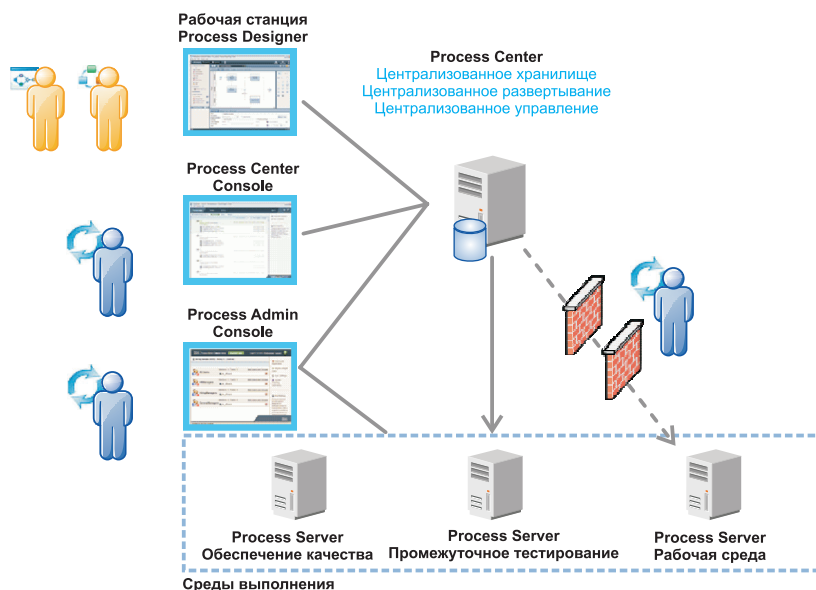 Рабочая станция
Process Designer
Process Center
Централизованное хранилище
Централизованное развертывание
Централизованное управление
Process Center
Console
Process Admin
Console
Process Server
Обеспечение качества
Process Server
Промежуточное тестирование
Process Server
Рабочая среда
Среды выполнения